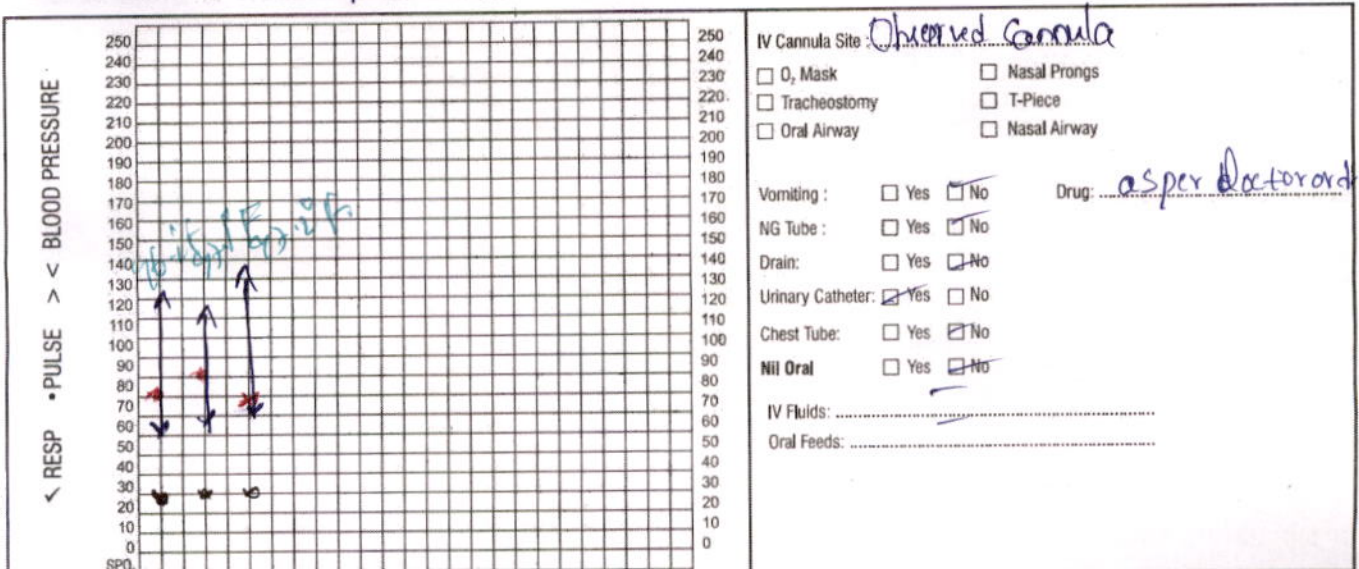 < RESP •PULSE > < BLOOD PRESSURE
250 250
240 240
230 230
220 220
210 210
200 200
190 190
180 180
170 170
160 160
150 150
140 140
130 130
120 120
110 110
100 100
90 90
80 80
70 70
60 60
50 50
40 40
30 30
20 20
10 10
0 0
SPO
IV Cannula Site : Observed Cannula
O₂ Mask Nasal Prongs
Tracheostomy T-Piece
Oral Airway Nasal Airway
Vomiting : Yes No Drug: as per doctor ord
NG Tube : Yes No
Drain: Yes No
Urinary Catheter: Yes No
Chest Tube: Yes No
Nil Oral Yes No
IV Fluids:
Oral Feeds: